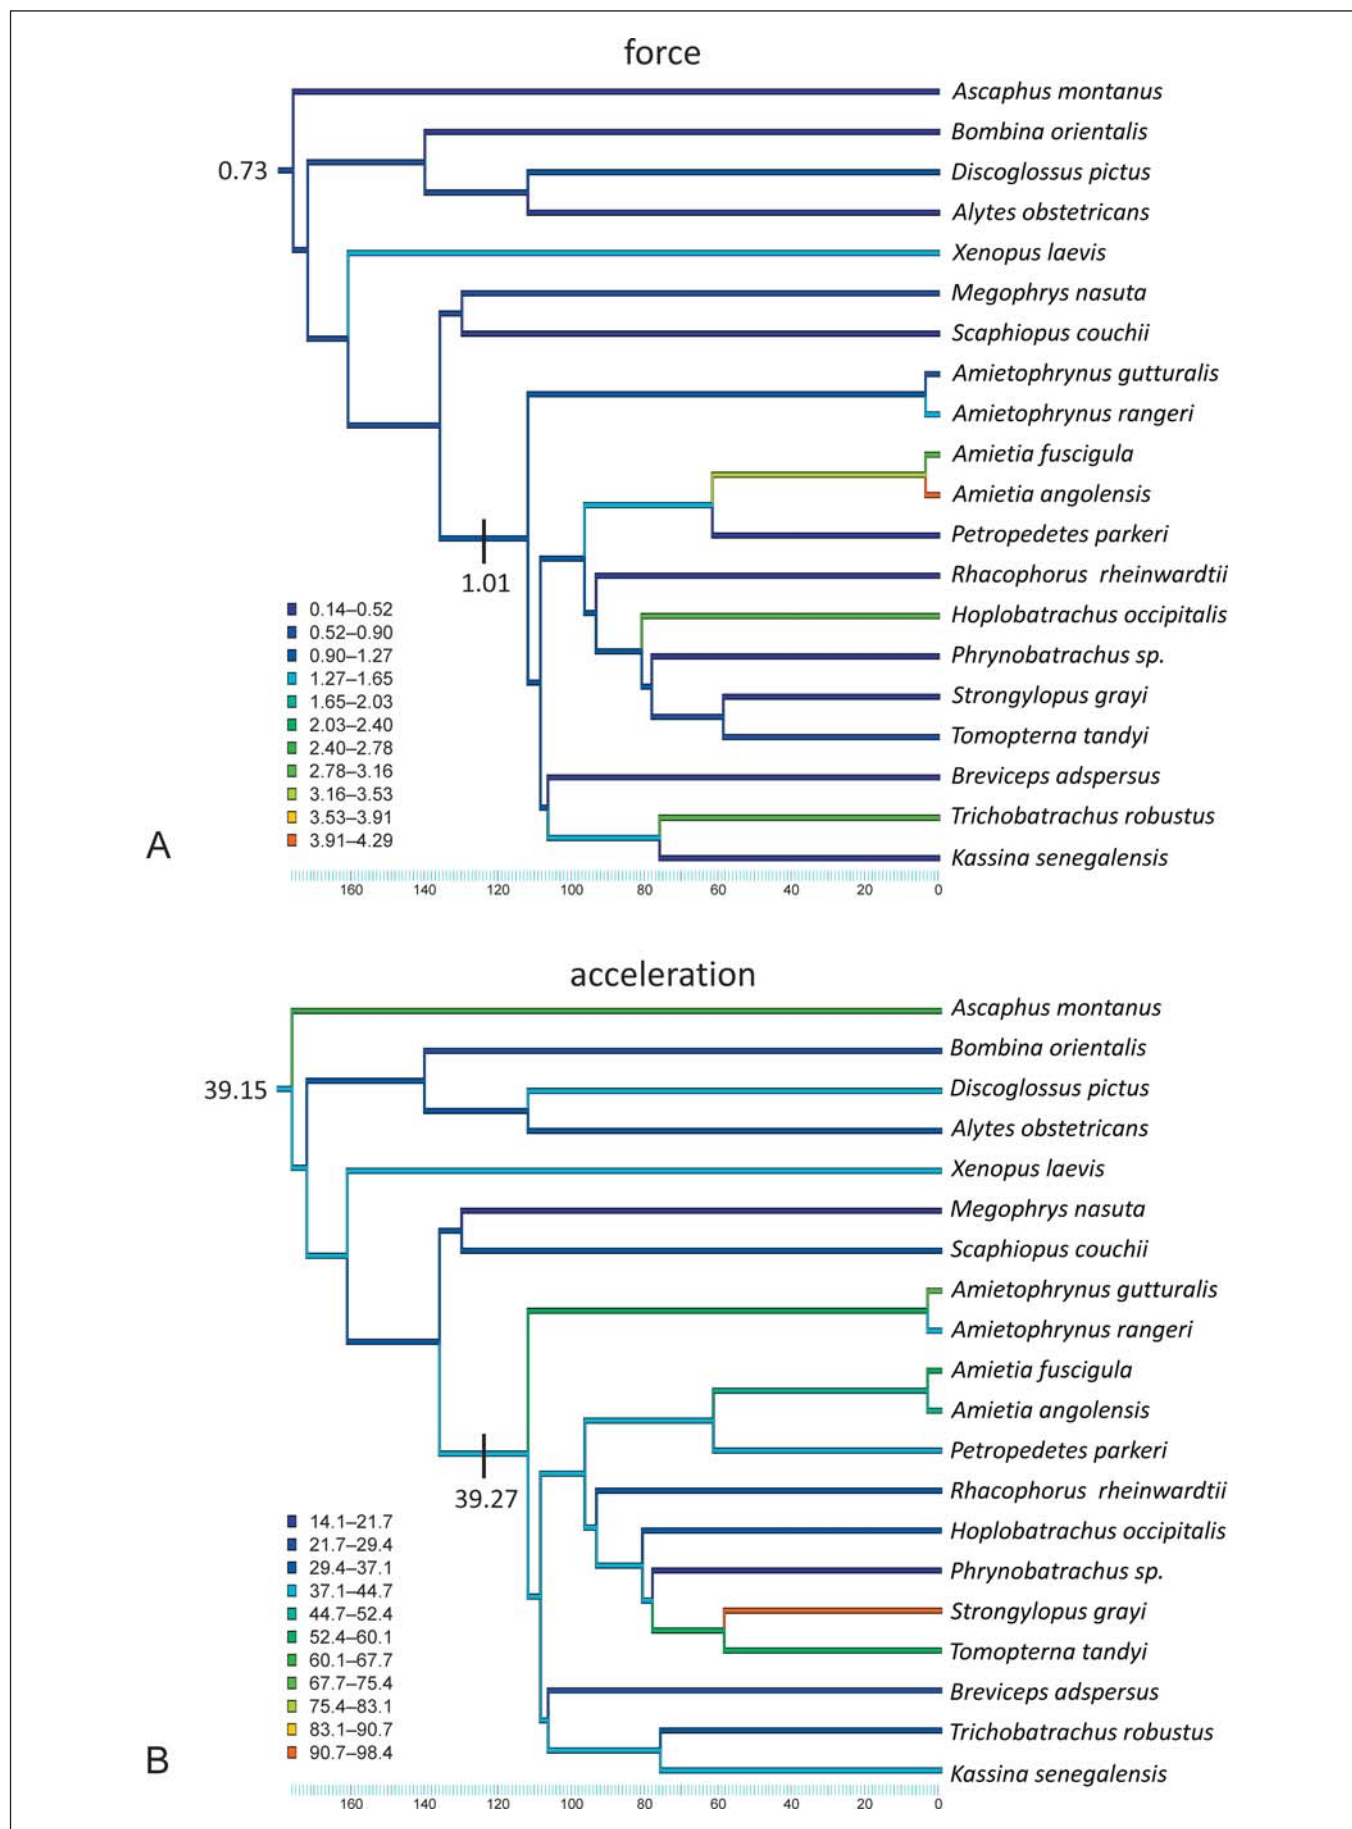 force
Ascaphus montanus
Bombina orientalis
0.73
Discoglossus pictus
Alytes obstetricans
Xenopus laevis
Megophrys nasuta
Scaphiopus couchii
Amietophrynus gutturalis
Amietophrynus rangeri
Amietia fuscigula
Amietia angolensis
Petropedetes parkeri
1.01
Rhacophorus rheinwardtii
Hoplobatrachus occipitalis
Phrynobatrachus sp.
Strongylopus grayi
Tomopterna tandyi
Breviceps adspersus
Trichobatrachus robustus
Kassina senegalensis
0.14–0.52
0.52–0.90
0.90–1.27
1.27–1.65
1.65–2.03
2.03–2.40
2.40–2.78
2.78–3.16
3.16–3.53
3.53–3.91
3.91–4.29
A
160 140 120 100 80 60 40 20 0
acceleration
Ascaphus montanus
Bombina orientalis
39.15
Discoglossus pictus
Alytes obstetricans
Xenopus laevis
Megophrys nasuta
Scaphiopus couchii
Amietophrynus gutturalis
Amietophrynus rangeri
Amietia fuscigula
Amietia angolensis
Petropedetes parkeri
39.27
Rhacophorus rheinwardtii
Hoplobatrachus occipitalis
Phrynobatrachus sp.
Strongylopus grayi
Tomopterna tandyi
Breviceps adspersus
Trichobatrachus robustus
Kassina senegalensis
14.1–21.7
21.7–29.4
29.4–37.1
37.1–44.7
44.7–52.4
52.4–60.1
60.1–67.7
67.7–75.4
75.4–83.1
83.1–90.7
90.7–98.4
B
160 140 120 100 80 60 40 20 0